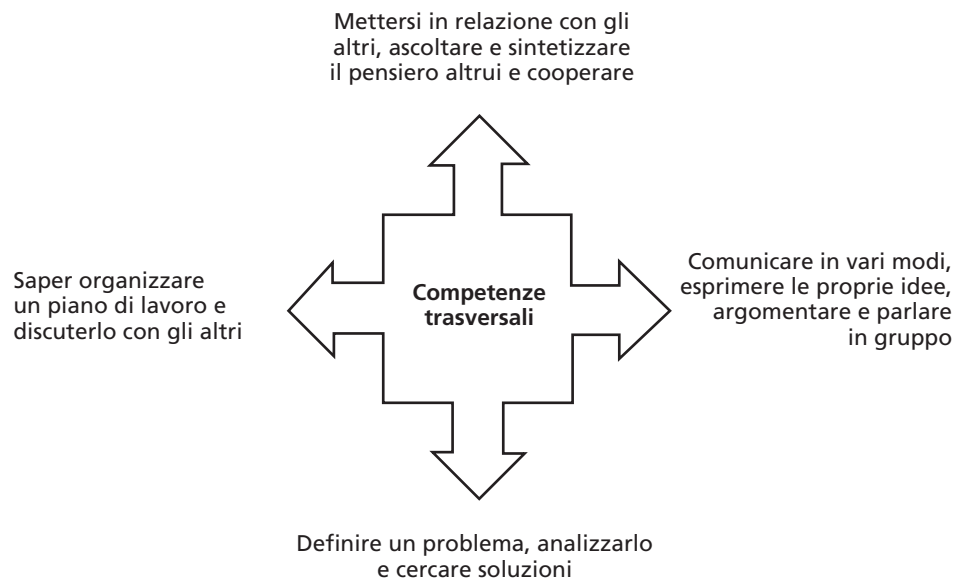 Mettersi in relazione con gli
altri, ascoltare e sintetizzare
il pensiero altrui e cooperare
Saper organizzare
un piano di lavoro e
discuterlo con gli altri
Competenze
trasversali
Comunicare in vari modi,
esprimere le proprie idee,
argomentare e parlare
in gruppo
Definire un problema, analizzarlo
e cercare soluzioni